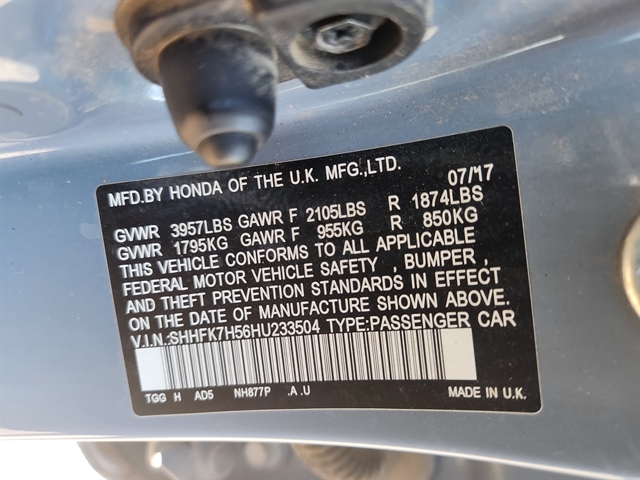 MFD.BY HONDA OF THE U.K. MFG.,LTD. 07/17
GVWR 3957LBS GAWR F 2105LBS R 1874LBS
GVWR 1795KG GAWR F 955KG R 850KG
THIS VEHICLE CONFORMS TO ALL APPLICABLE
FEDERAL MOTOR VEHICLE SAFETY , BUMPER ,
AND THEFT PREVENTION STANDARDS IN EFFECT
ON THE DATE OF MANUFACTURE SHOWN ABOVE.
V.I.N.:SHHFK7H56HU233504 TYPE:PASSENGER CAR
TGG H AD5 NH877P .A .U MADE IN U.K.